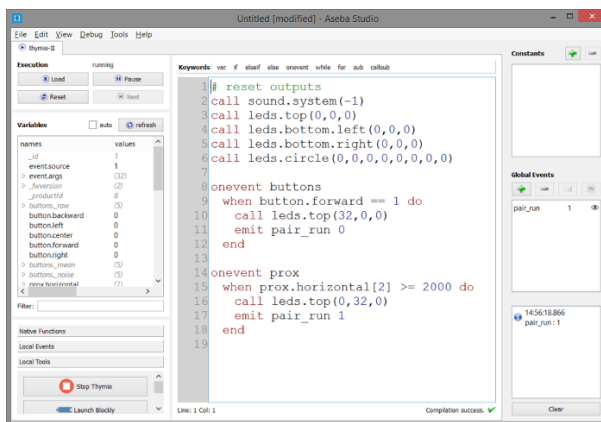 Untitled [modified] - Aseba Studio
File Edit View Debug Tools Help
thymio-II
Execution running
Load Pause
Reset Next
Variables auto refresh
names values
_id 1
event.source 1
event.args (32)
_fwversion (2)
_productId 8
buttons._raw (5)
button.backward 0
button.left 0
button.center 0
button.forward 0
button.right 0
buttons._mean (5)
buttons._noise (5)
prox.horizontal (7)
Filter:
Native Functions
Local Events
Local Tools
Stop Thymio
Launch Blockly
Keywords: var if elseif else onevent while for sub callsub
1 # reset outputs
2 call sound.system(-1)
3 call leds.top(0,0,0)
4 call leds.bottom.left(0,0,0)
5 call leds.bottom.right(0,0,0)
6 call leds.circle(0,0,0,0,0,0,0,0)
7
8 onevent buttons
9 when button.forward == 1 do
10 call leds.top(32,0,0)
11 emit pair_run 0
12 end
13
14 onevent prox
15 when prox.horizontal[2] >= 2000 do
16 call leds.top(0,32,0)
17 emit pair_run 1
18 end
19
Line: 1 Col: 1 Compilation success.
Constants
Global Events
pair_run 1
14:56:18.866
pair_run : 1
Clear